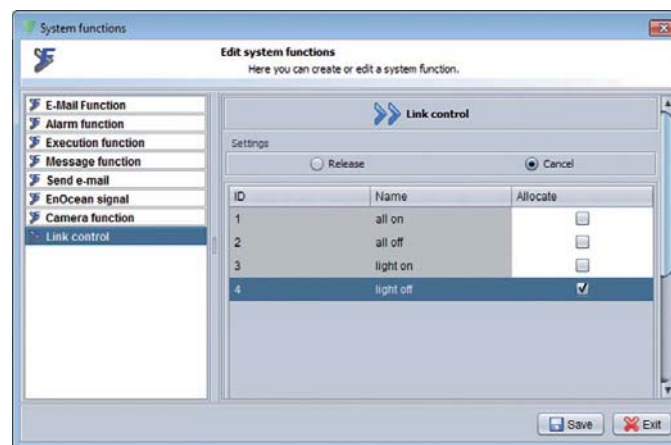 System functions
Edit system functions
Here you can create or edit a system function.
E-Mail Function
Alarm function
Execution function
Message function
Send e-mail
EnOcean signal
Camera function
Link control
Link control
Settings
Release Cancel
ID Name Allocate
1 all on
2 all off
3 light on
4 light off
Save Exit